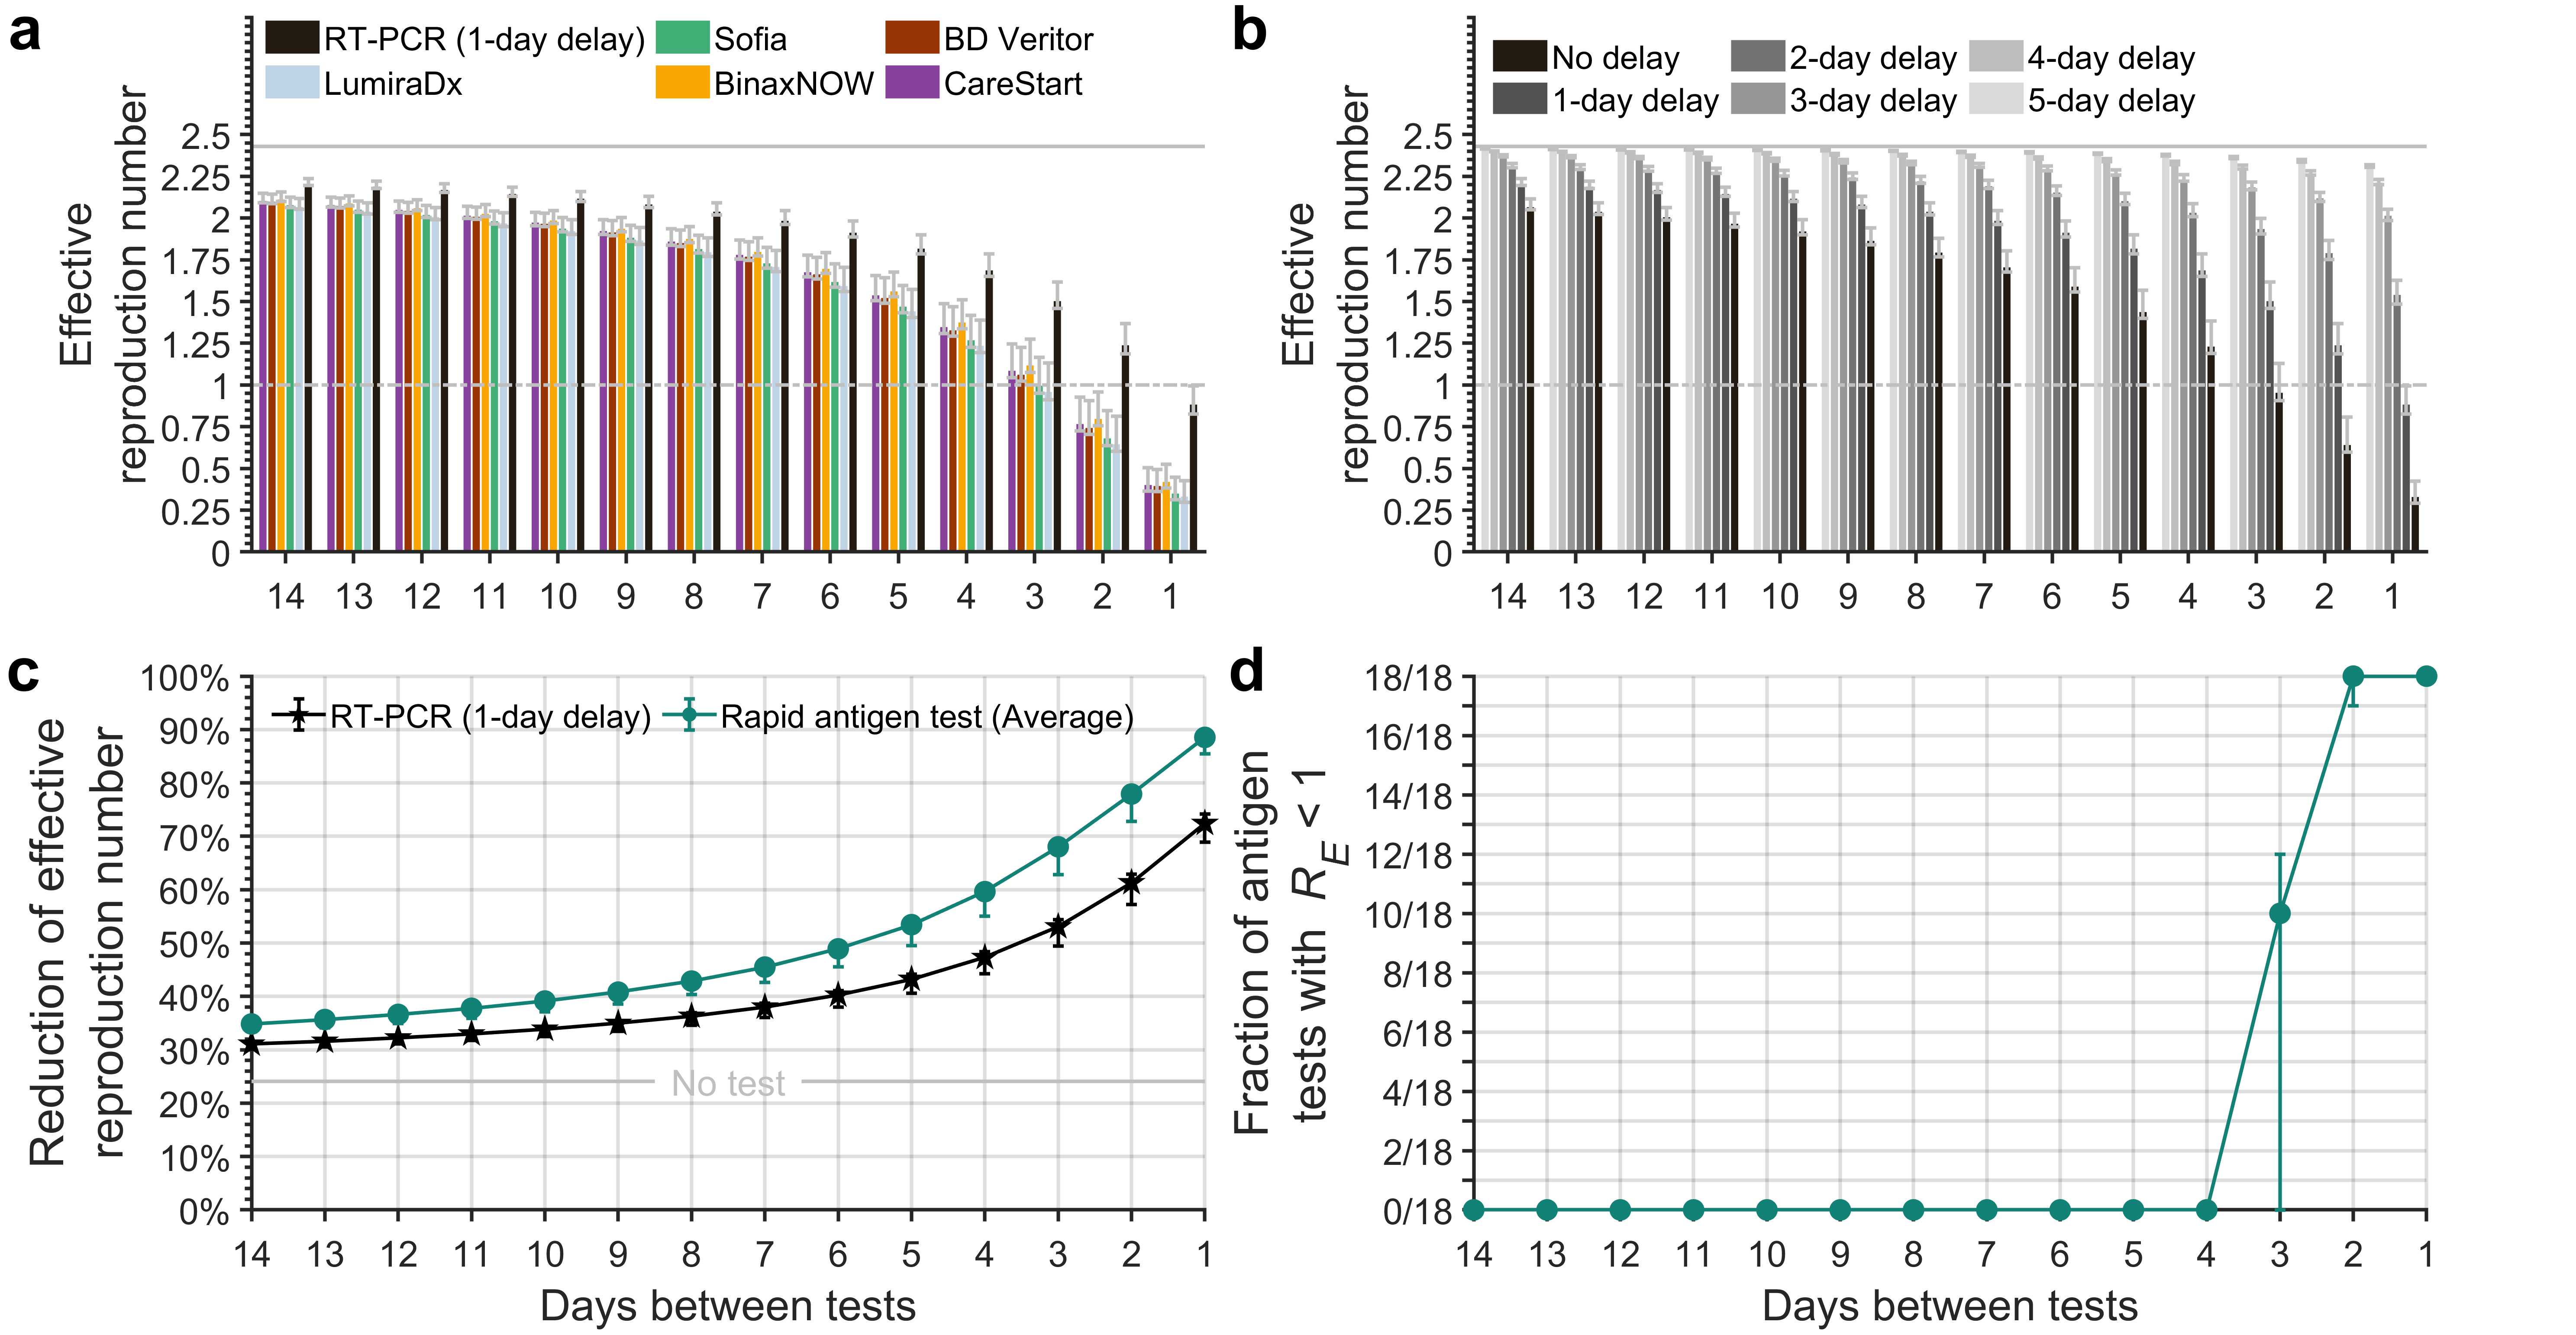 a
RT-PCR (1-day delay) Sofia BD Veritor
LumiraDx BinaxNOW CareStart
Effective
reproduction number
2.5
2.25
2
1.75
1.5
1.25
1
0.75
0.5
0.25
0
14 13 12 11 10 9 8 7 6 5 4 3 2 1
b
No delay 2-day delay 4-day delay
1-day delay 3-day delay 5-day delay
Effective
reproduction number
2.5
2.25
2
1.75
1.5
1.25
1
0.75
0.5
0.25
0
14 13 12 11 10 9 8 7 6 5 4 3 2 1
c
RT-PCR (1-day delay) Rapid antigen test (Average)
Reduction of effective
reproduction number
100%
90%
80%
70%
60%
50%
40%
30%
20%
10%
0%
No test
14 13 12 11 10 9 8 7 6 5 4 3 2 1
Days between tests
d
Fraction of antigen
tests with R_E < 1
18/18
16/18
14/18
12/18
10/18
8/18
6/18
4/18
2/18
0/18
14 13 12 11 10 9 8 7 6 5 4 3 2 1
Days between tests